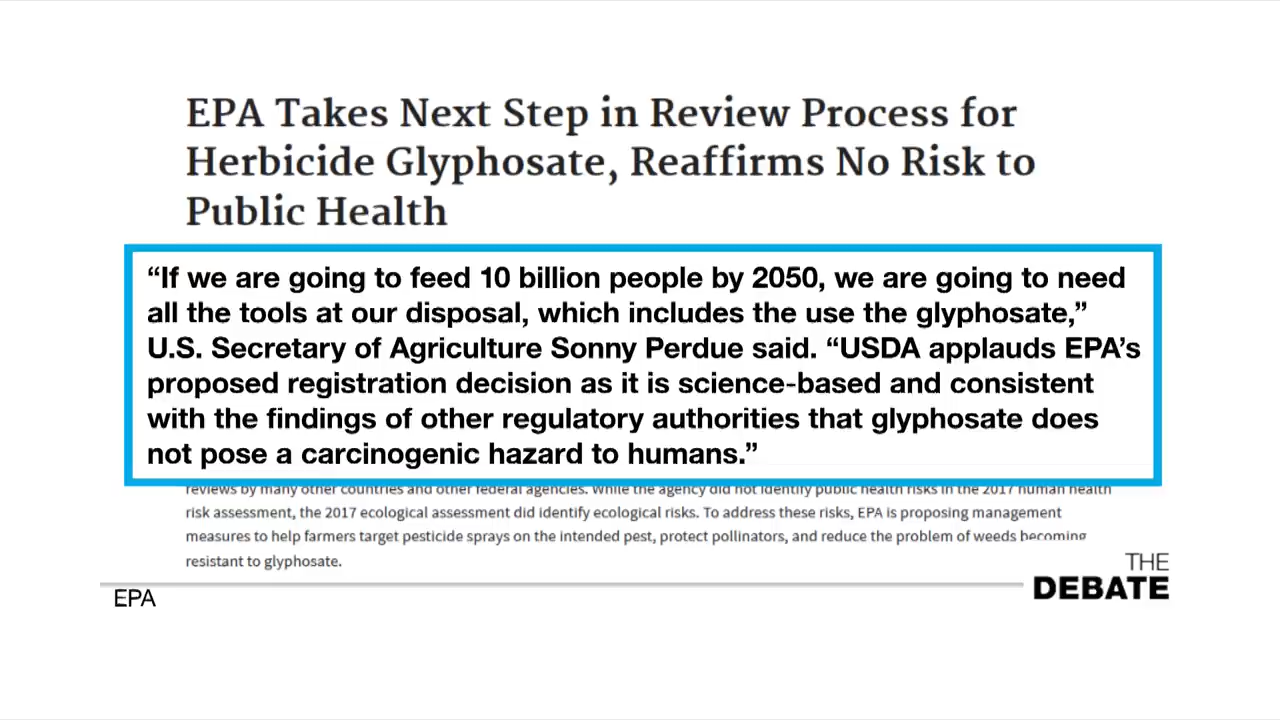 EPA Takes Next Step in Review Process for
Herbicide Glyphosate, Reaffirms No Risk to
Public Health
“If we are going to feed 10 billion people by 2050, we are going to need
all the tools at our disposal, which includes the use the glyphosate,”
U.S. Secretary of Agriculture Sonny Perdue said. “USDA applauds EPA’s
proposed registration decision as it is science-based and consistent
with the findings of other regulatory authorities that glyphosate does
not pose a carcinogenic hazard to humans.”
reviews by many other countries and other federal agencies. While the agency did not identify public health risks in the 2017 human health
risk assessment, the 2017 ecological assessment did identify ecological risks. To address these risks, EPA is proposing management
measures to help farmers target pesticide sprays on the intended pest, protect pollinators, and reduce the problem of weeds becoming
resistant to glyphosate.
THE
DEBATE
EPA